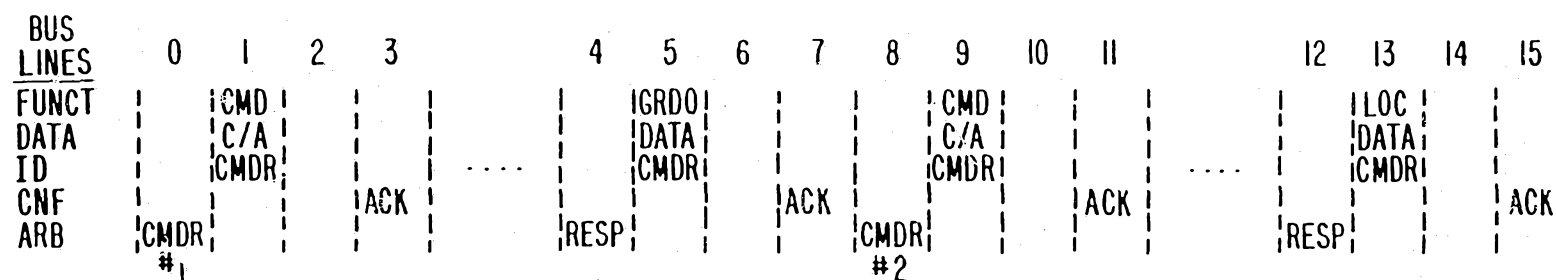 BUS
LINES 0 1 2 3 4 5 6 7 8 9 10 11 12 13 14 15
FUNCT CMD GRD0 CMD LOC
DATA C/A DATA C/A DATA
ID CMDR .... CMDR CMDR .... CMDR
CNF ACK ACK ACK ACK
ARB CMDR RESP CMDR RESP
#1 #2